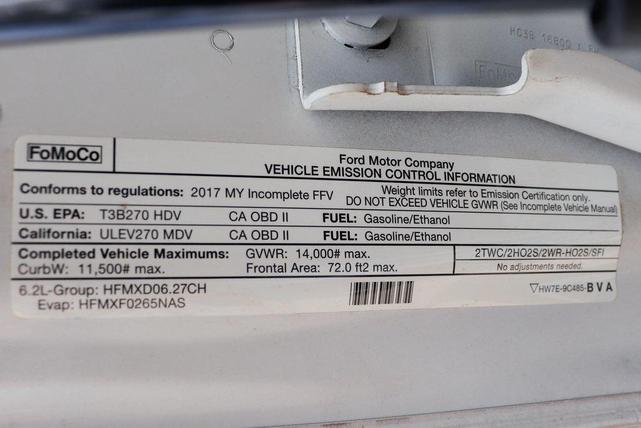 HC3B 16800
FoMoCo
Ford Motor Company
VEHICLE EMISSION CONTROL INFORMATION
Conforms to regulations: 2017 MY Incomplete FFV
Weight limits refer to Emission Certification only.
DO NOT EXCEED VEHICLE GVWR (See Incomplete Vehicle Manual)
U.S. EPA: T3B270 HDV CA OBD II FUEL: Gasoline/Ethanol
California: ULEV270 MDV CA OBD II FUEL: Gasoline/Ethanol
Completed Vehicle Maximums: GVWR: 14,000# max.
CurbW: 11,500# max. Frontal Area: 72.0 ft2 max.
2TWC/2HO2S/2WR-HO2S/SFI
No adjustments needed.
6.2L-Group: HFMXD06.27CH
Evap: HFMXF0265NAS
HW7E-9C485-BVA